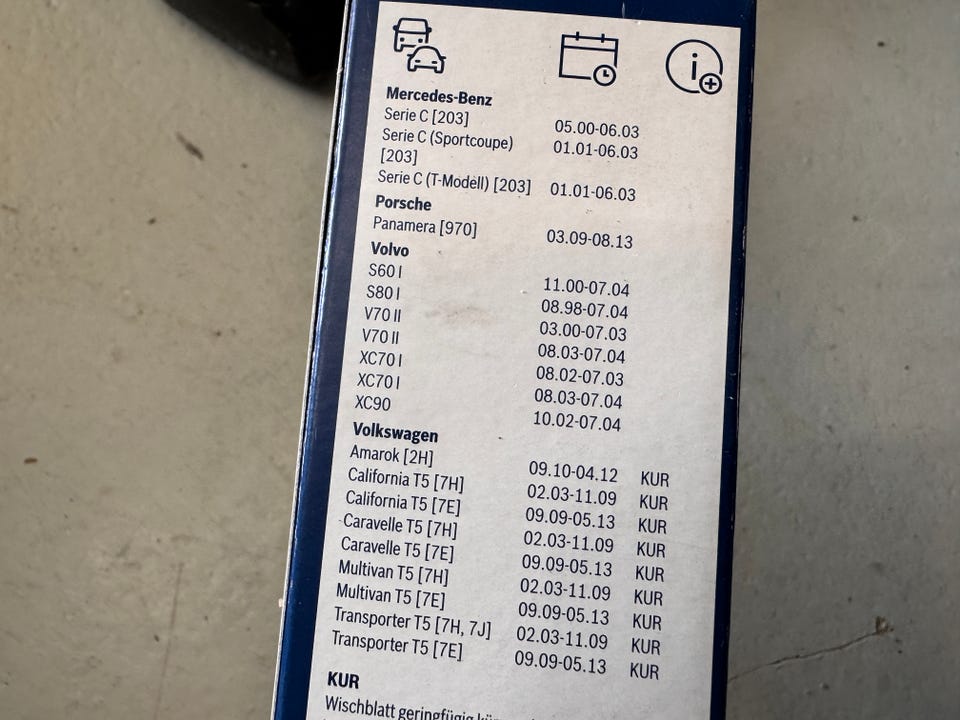 Mercedes-Benz
Serie C [203] 05.00-06.03
Serie C (Sportcoupe) 01.01-06.03
[203]
Serie C (T-Modell) [203] 01.01-06.03
Porsche
Panamera [970] 03.09-08.13
Volvo
S60 I 11.00-07.04
S80 I 08.98-07.04
V70 II 03.00-07.03
V70 II 08.03-07.04
XC70 I 08.02-07.03
XC70 I 08.03-07.04
XC90 10.02-07.04
Volkswagen
Amarok [2H] 09.10-04.12 KUR
California T5 [7H] 02.03-11.09 KUR
California T5 [7E] 09.09-05.13 KUR
Caravelle T5 [7H] 02.03-11.09 KUR
Caravelle T5 [7E] 09.09-05.13 KUR
Multivan T5 [7H] 02.03-11.09 KUR
Multivan T5 [7E] 09.09-05.13 KUR
Transporter T5 [7H, 7J] 02.03-11.09 KUR
Transporter T5 [7E] 09.09-05.13 KUR
KUR
Wischblatt geringfügig